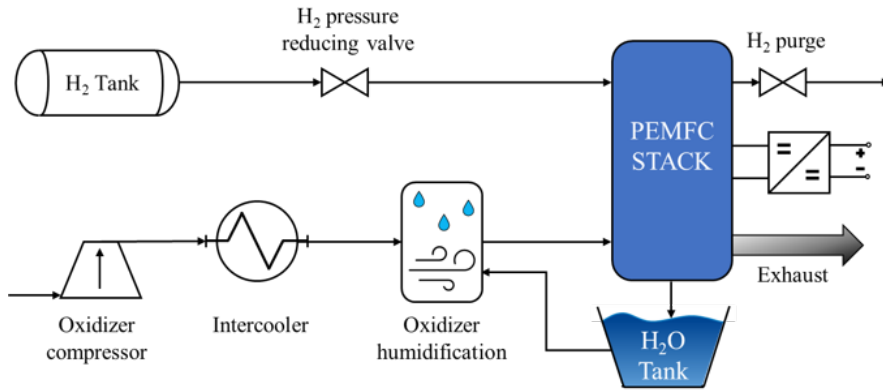 H₂ pressure
reducing valve
H₂ purge
H₂ Tank
PEMFC
STACK
=
=
+
-
Exhaust
Oxidizer
compressor
Intercooler
Oxidizer
humidification
H₂O
Tank